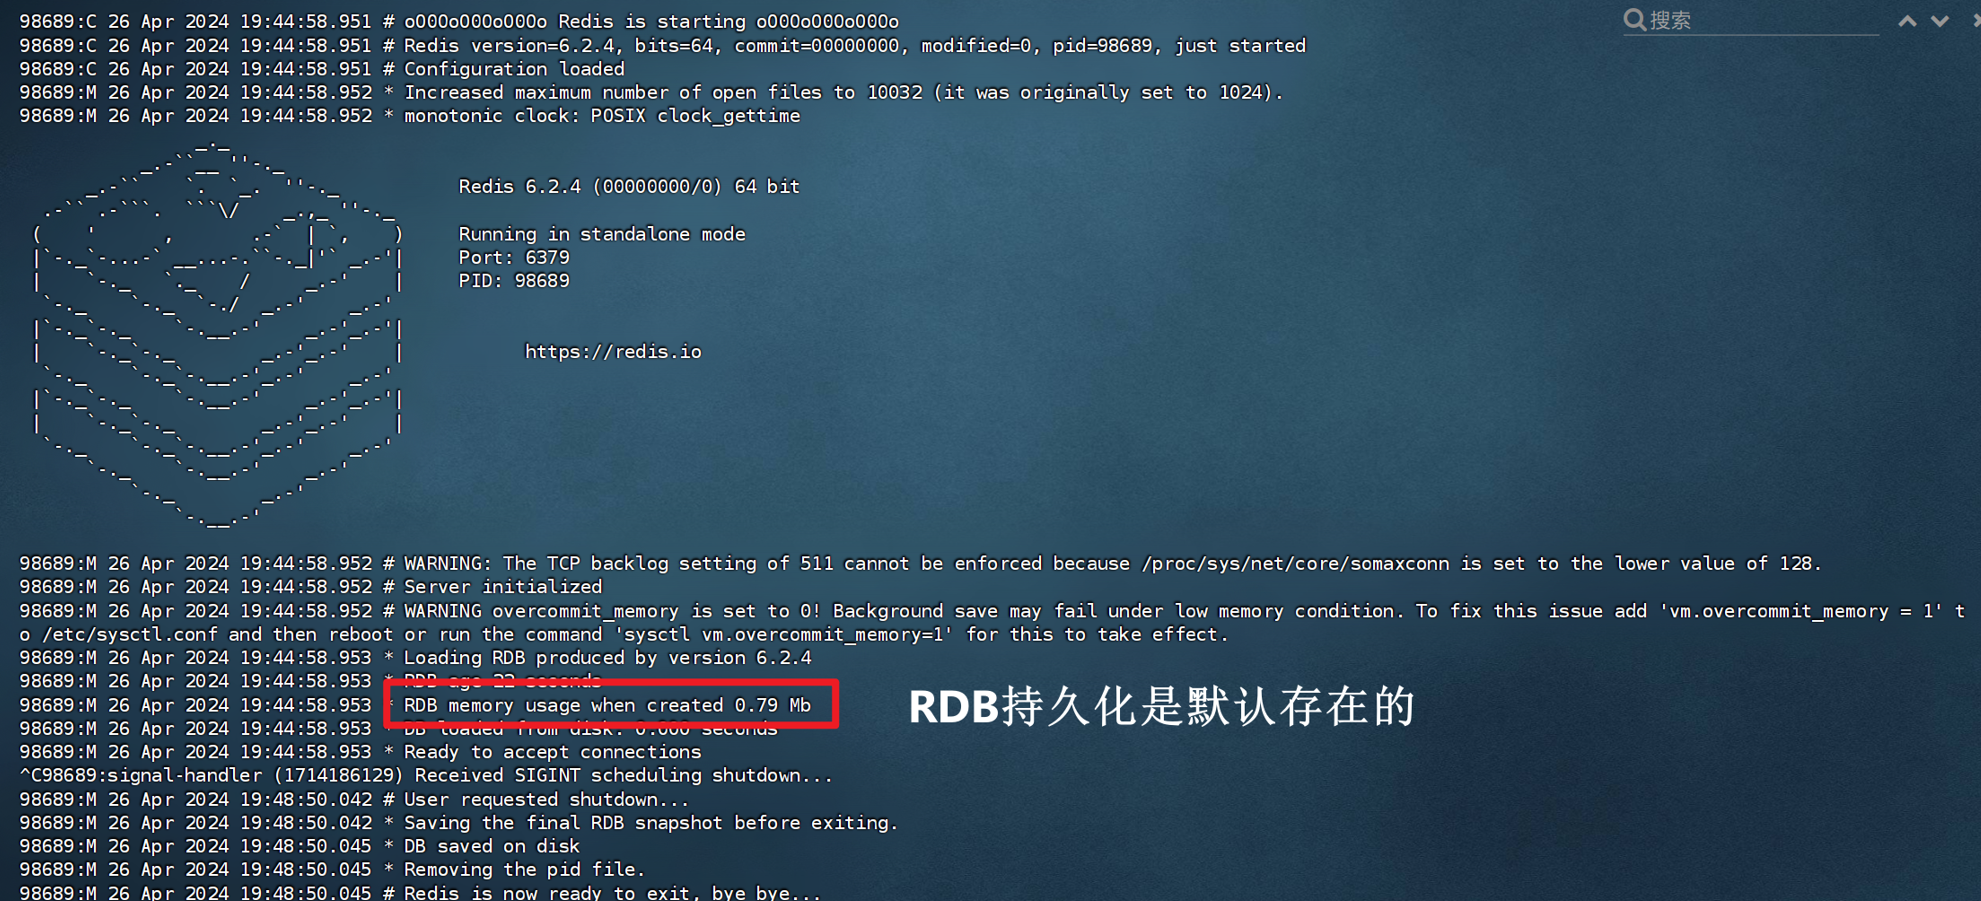 98689:C 26 Apr 2024 19:44:58.951 # oO0OoO0OoO0Oo Redis is starting oO0OoO0OoO0Oo
98689:C 26 Apr 2024 19:44:58.951 # Redis version=6.2.4, bits=64, commit=00000000, modified=0, pid=98689, just started
98689:C 26 Apr 2024 19:44:58.951 # Configuration loaded
98689:M 26 Apr 2024 19:44:58.952 * Increased maximum number of open files to 10032 (it was originally set to 1024).
98689:M 26 Apr 2024 19:44:58.952 * monotonic clock: POSIX clock_gettime
搜索
Redis 6.2.4 (00000000/0) 64 bit
Running in standalone mode
Port: 6379
PID: 98689
https://redis.io
98689:M 26 Apr 2024 19:44:58.952 # WARNING: The TCP backlog setting of 511 cannot be enforced because /proc/sys/net/core/somaxconn is set to the lower value of 128.
98689:M 26 Apr 2024 19:44:58.952 # Server initialized
98689:M 26 Apr 2024 19:44:58.952 # WARNING overcommit_memory is set to 0! Background save may fail under low memory condition. To fix this issue add 'vm.overcommit_memory = 1' t
o /etc/sysctl.conf and then reboot or run the command 'sysctl vm.overcommit_memory=1' for this to take effect.
98689:M 26 Apr 2024 19:44:58.953 * Loading RDB produced by version 6.2.4
98689:M 26 Apr 2024 19:44:58.953 * RDB age 22 seconds
98689:M 26 Apr 2024 19:44:58.953 * RDB memory usage when created 0.79 Mb
RDB持久化是默认存在的
98689:M 26 Apr 2024 19:44:58.953 * DB loaded from disk: 0.000 seconds
98689:M 26 Apr 2024 19:44:58.953 * Ready to accept connections
^C98689:signal-handler (1714186129) Received SIGINT scheduling shutdown...
98689:M 26 Apr 2024 19:48:50.042 # User requested shutdown...
98689:M 26 Apr 2024 19:48:50.042 * Saving the final RDB snapshot before exiting.
98689:M 26 Apr 2024 19:48:50.045 * DB saved on disk
98689:M 26 Apr 2024 19:48:50.045 * Removing the pid file.
98689:M 26 Apr 2024 19:48:50.045 # Redis is now ready to exit, bye bye...